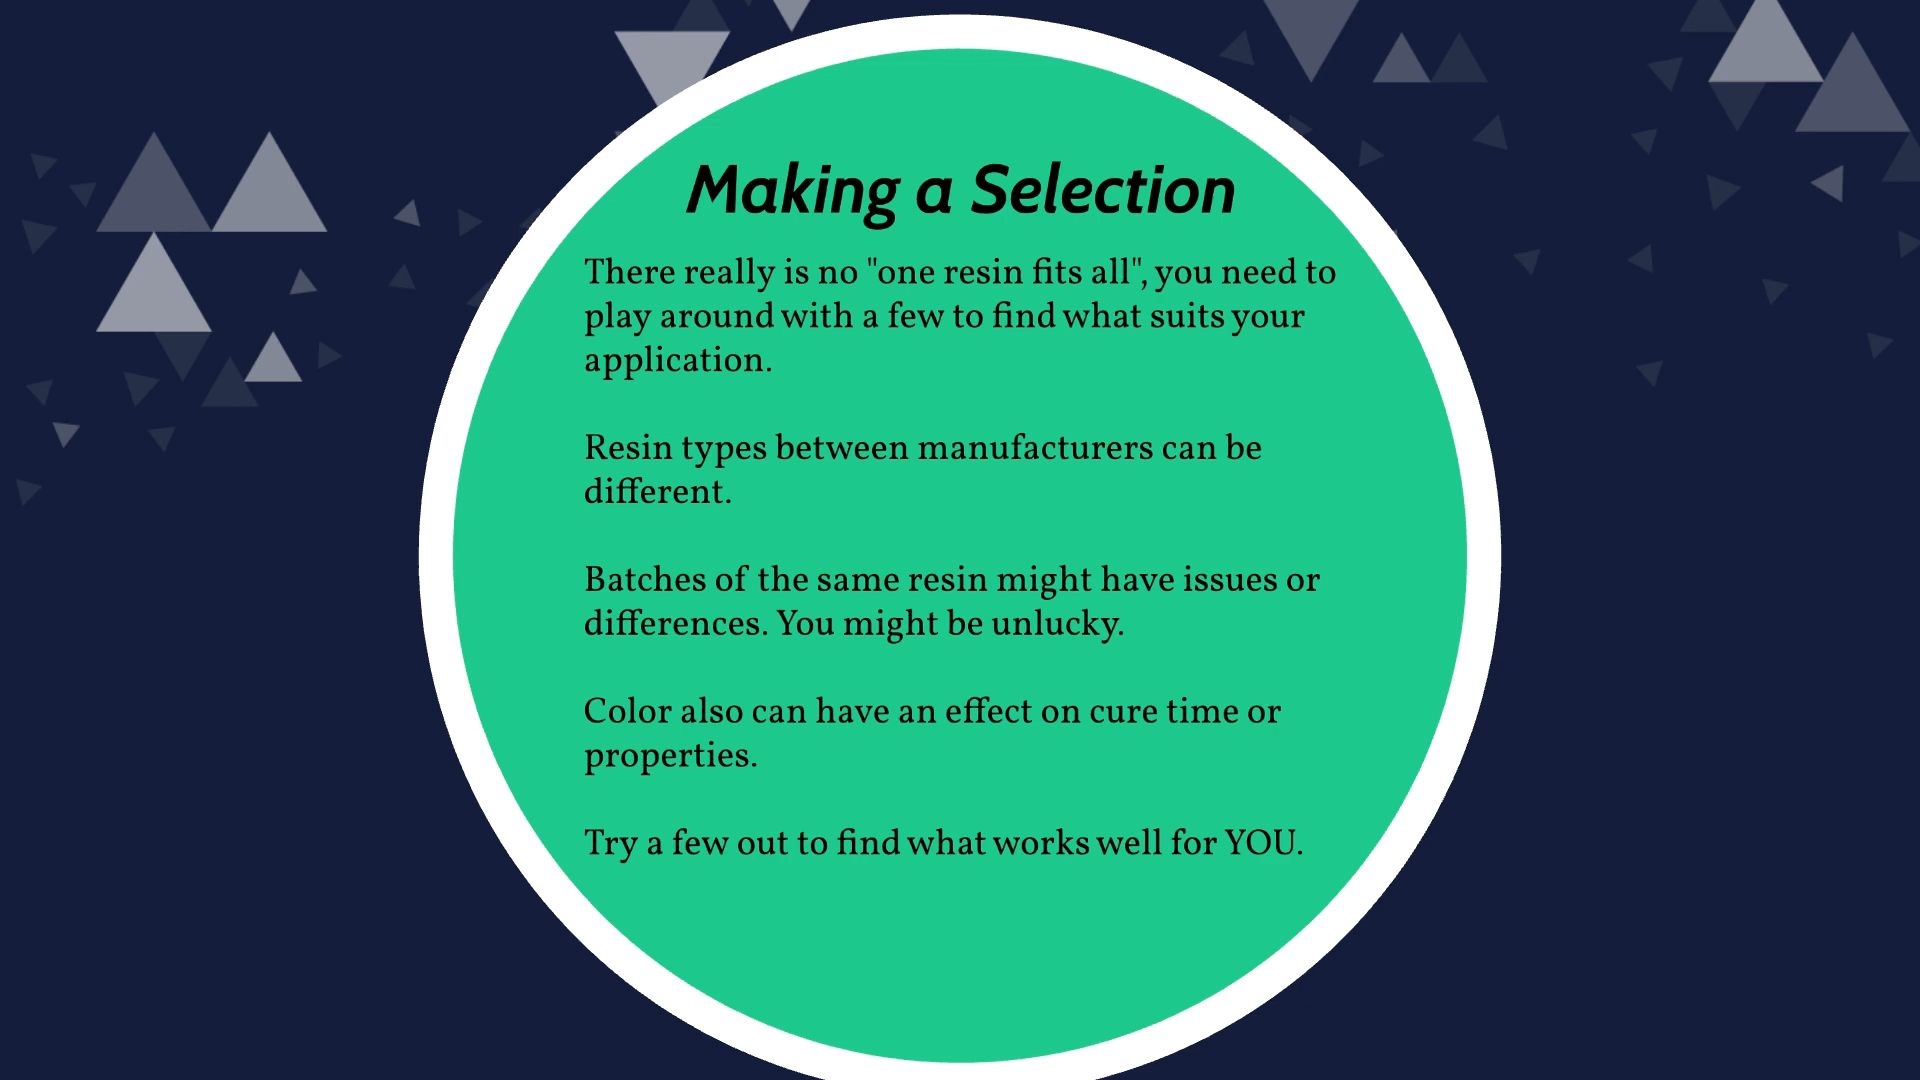 Making a Selection
There really is no "one resin fits all", you need to
play around with a few to find what suits your
application.
Resin types between manufacturers can be
different.
Batches of the same resin might have issues or
differences. You might be unlucky.
Color also can have an effect on cure time or
properties.
Try a few out to find what works well for YOU.